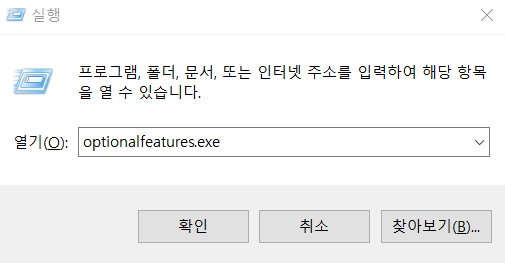 실행
프로그램, 폴더, 문서, 또는 인터넷 주소를 입력하여 해당 항목
을 열 수 있습니다.
열기(O): optionalfeatures.exe
확인 취소 찾아보기(B)...